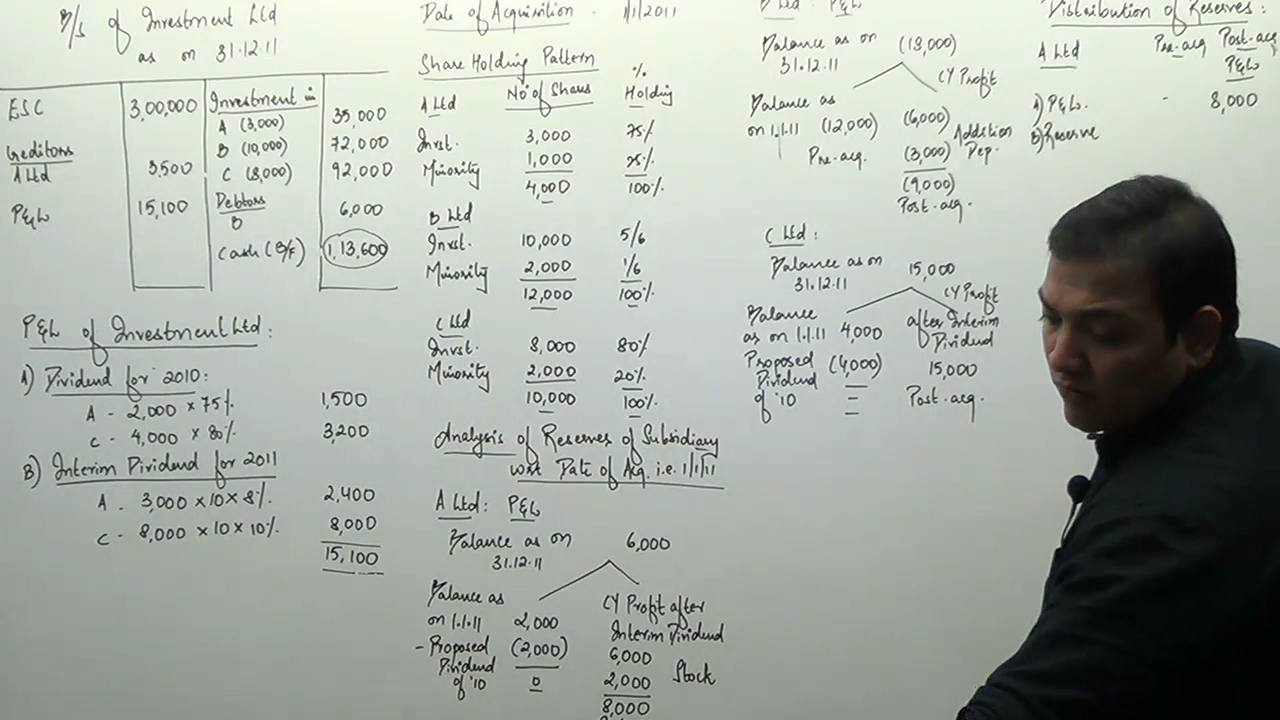 B/S of Investment Ltd
as on 31.12.11
ESC 3,00,000 Investment in
A (3,000) 35,000
B (10,000) 72,000
C (8,000) 92,000
Creditors
A Ltd 3,500
Debtors
B 6,000
P&L 15,100
Cash (B/F) 1,13,600
P&L of Investment Ltd:
A) Dividend for 2010:
A - 2,000 × 75% 1,500
C - 4,000 × 80% 3,200
B) Interim Dividend for 2011
A - 3,000 × 10 × 8% 2,400
C - 8,000 × 10 × 10% 8,000
15,100
Date of Acquisition - 1/1/2011
Share Holding Pattern
A Ltd No of Shares % Holding
Invst. 3,000 75%
Minority 1,000 25%
4,000 100%
B Ltd
Invst. 10,000 5/6
Minority 2,000 1/6
12,000 100%
C Ltd
Invst. 8,000 80%
Minority 2,000 20%
10,000 100%
Analysis of Reserves of Subsidiary
wrt Date of Acq. i.e. 1/1/11
A Ltd: P&L
Balance as on 6,000
31.12.11
Balance as
on 1.1.11 2,000
- Proposed (2,000)
Dividend
of '10 0
CY Profit after
Interim Dividend
6,000
2,000 Stock
8,000
B Ltd: P&L
Balance as on (18,000)
31.12.11
Balance as
on 1.1.11 (12,000)
Pre-acq.
CY Profit
(6,000)
(3,000) Addition Dep.
(9,000)
Post-acq.
C Ltd:
Balance as on 15,000
31.12.11
Balance
as on 1.1.11 4,000
Proposed (4,000)
Dividend
of '10
CY Profit
after Interim
Dividend
15,000
Post-acq.
Distribution of Reserves:
A Ltd Pre-acq Post-acq
P&L
A) P&L. - 8,000
B) Reserve